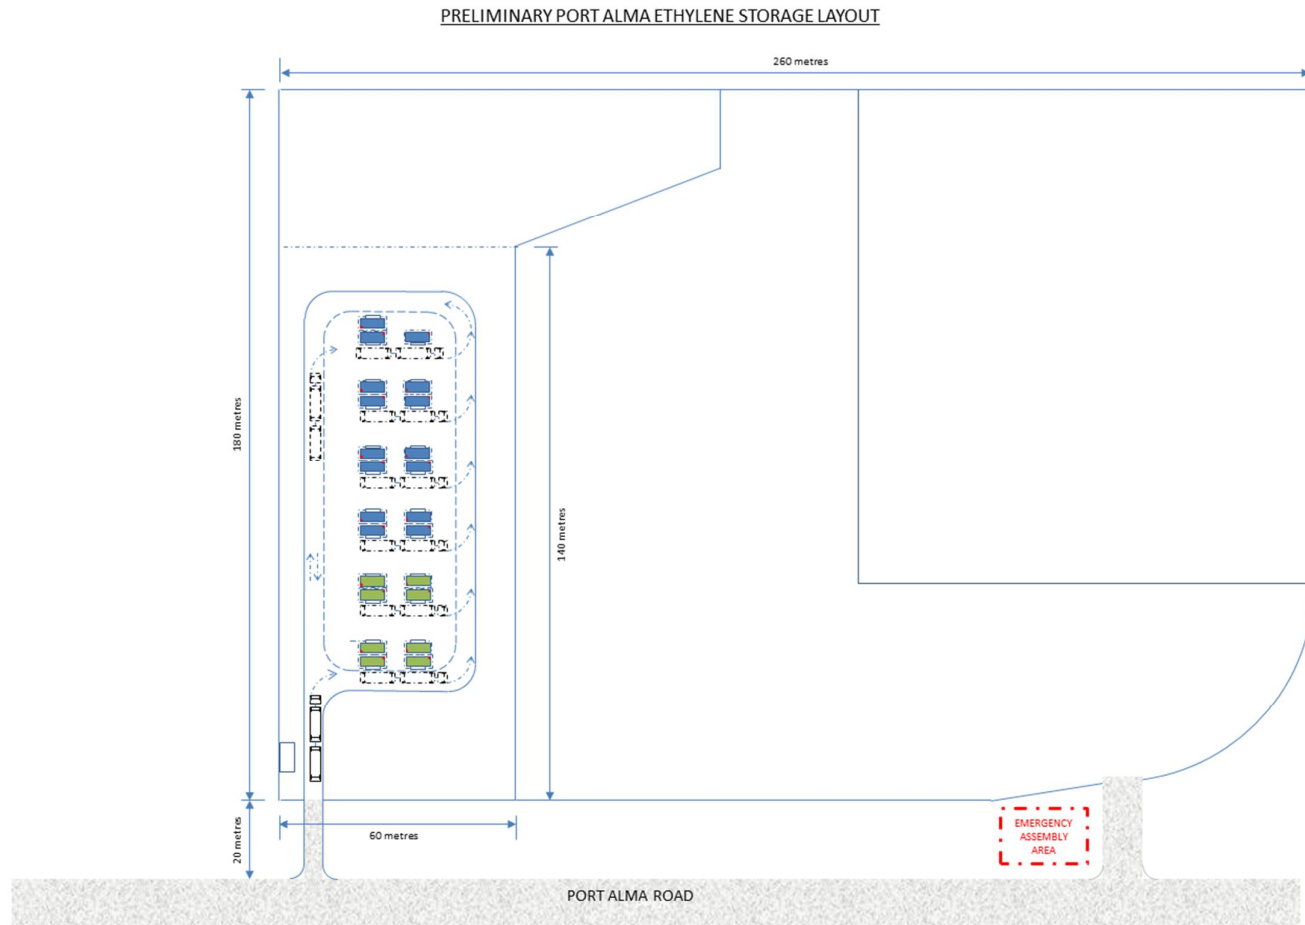 PRELIMINARY PORT ALMA ETHYLENE STORAGE LAYOUT
260 metres
180 metres
140 metres
60 metres
20 metres
EMERGENCY
ASSEMBLY
AREA
PORT ALMA ROAD